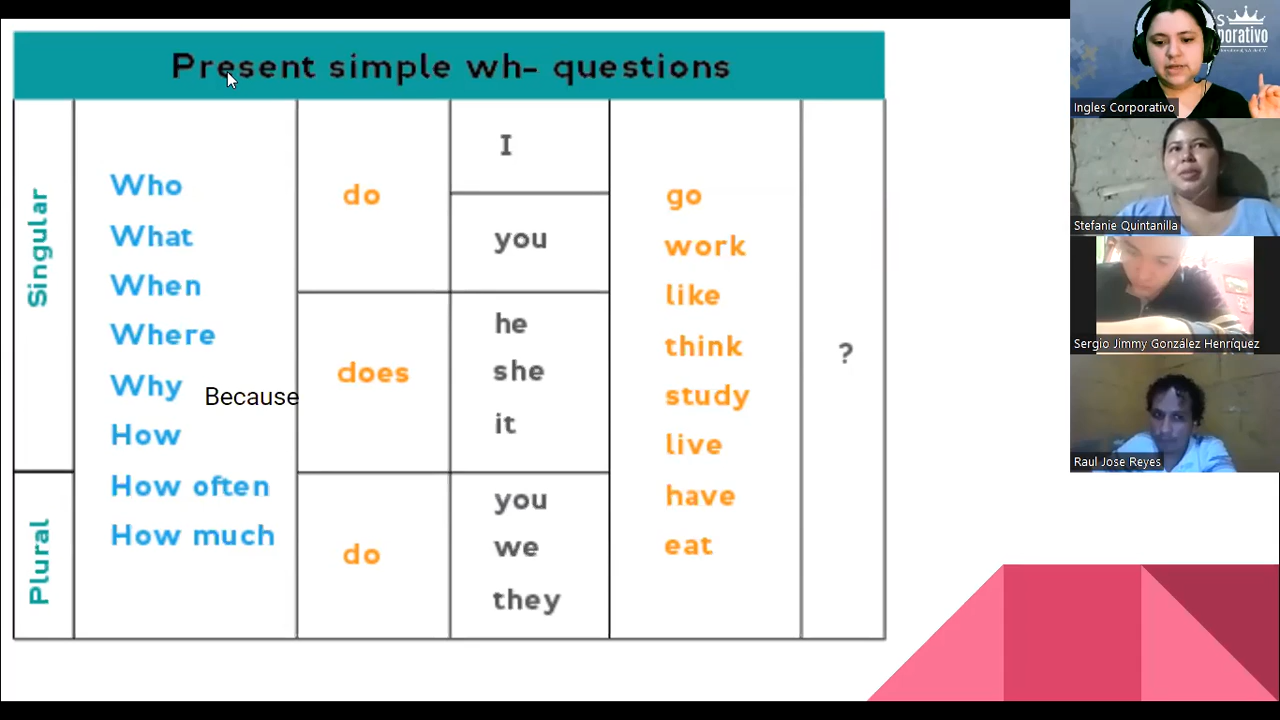 Present simple wh- questions
Singular
Who
What
When
Where
Why
Because
How
How often
How much
do
I
you
does
he
she
it
Plural
do
you
we
they
go
work
like
think
study
live
have
eat
?
Ingles Corporativo
Stefanie Quintanilla
Sergio Jimmy González Henríquez
Raul Jose Reyes